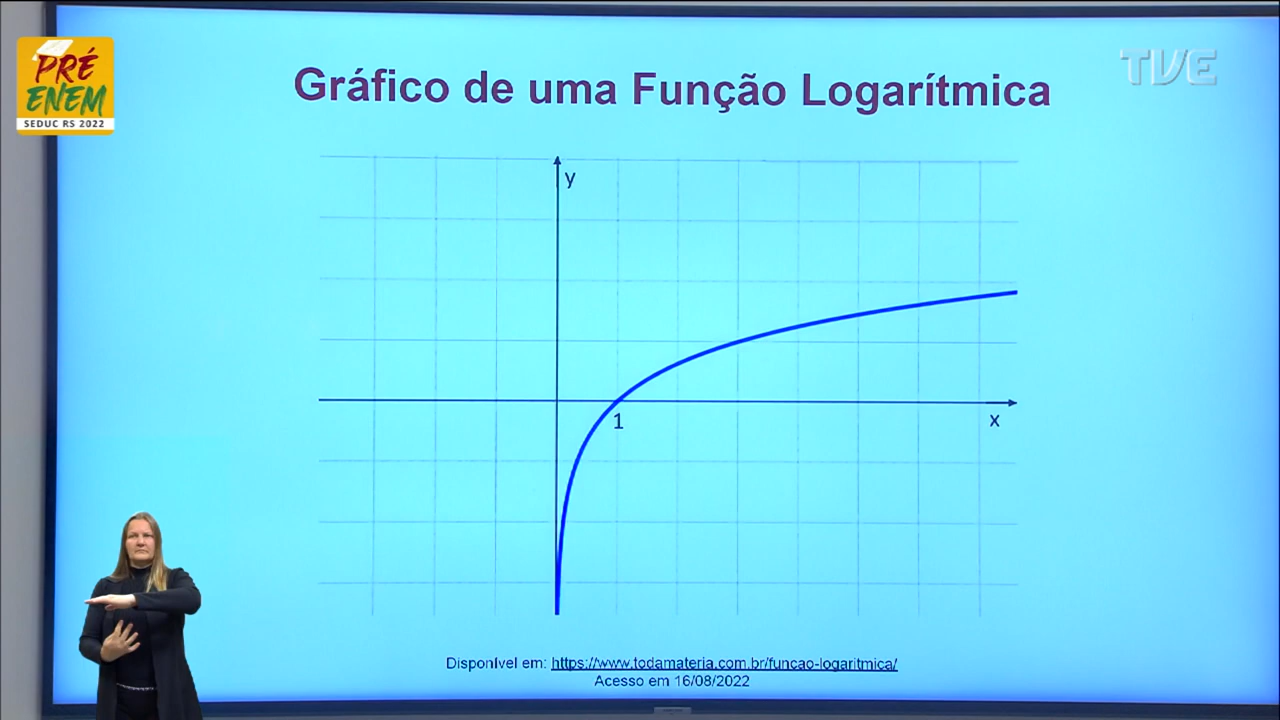 PRÉ
ENEM
SEDUC RS 2022
TVE
Gráfico de uma Função Logarítmica
y
1
x
Disponível em: https://www.todamateria.com.br/funcao-logaritmica/
Acesso em 16/08/2022